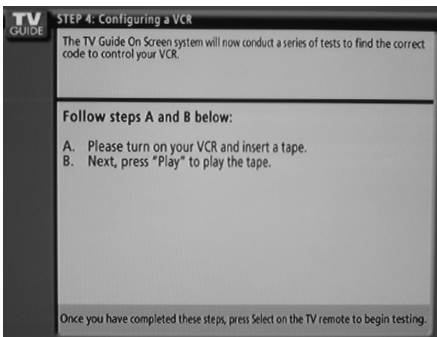 TV
GUIDE
STEP 4: Configuring a VCR
The TV Guide On Screen system will now conduct a series of tests to find the correct
code to control your VCR.
Follow steps A and B below:
A. Please turn on your VCR and insert a tape.
B. Next, press "Play" to play the tape.
Once you have completed these steps, press Select on the TV remote to begin testing.